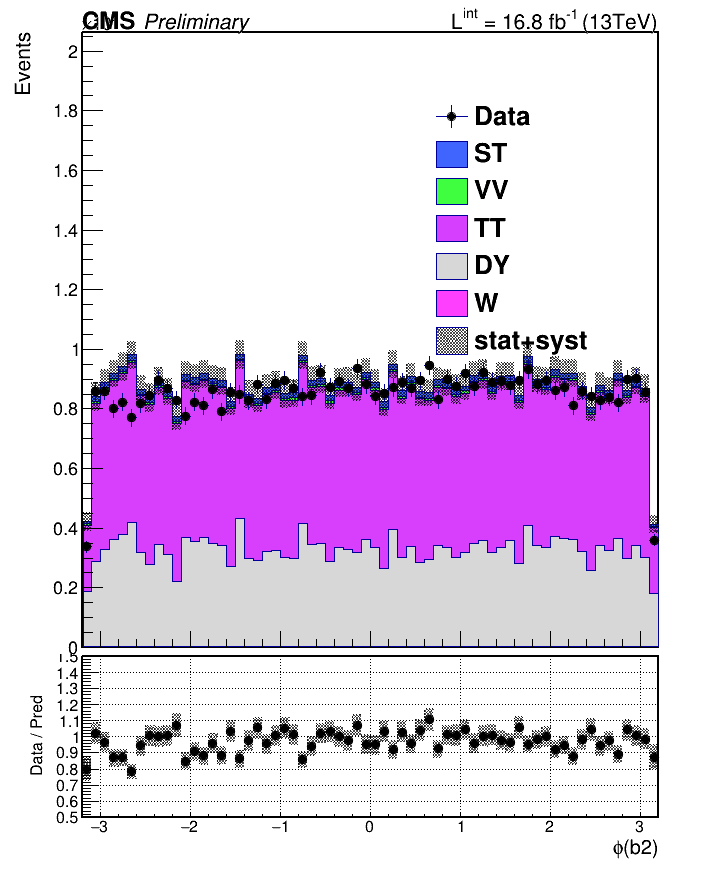 CMS Preliminary L^int = 16.8 fb^-1 (13TeV)
Events
2
1.8
1.6
1.4
1.2
1
0.8
0.6
0.4
0.2
0
Data
ST
VV
TT
DY
W
stat+syst
Data / Pred
1.5
1.4
1.3
1.2
1.1
1
0.9
0.8
0.7
0.6
0.5
−3 −2 −1 0 1 2 3
ϕ(b2)